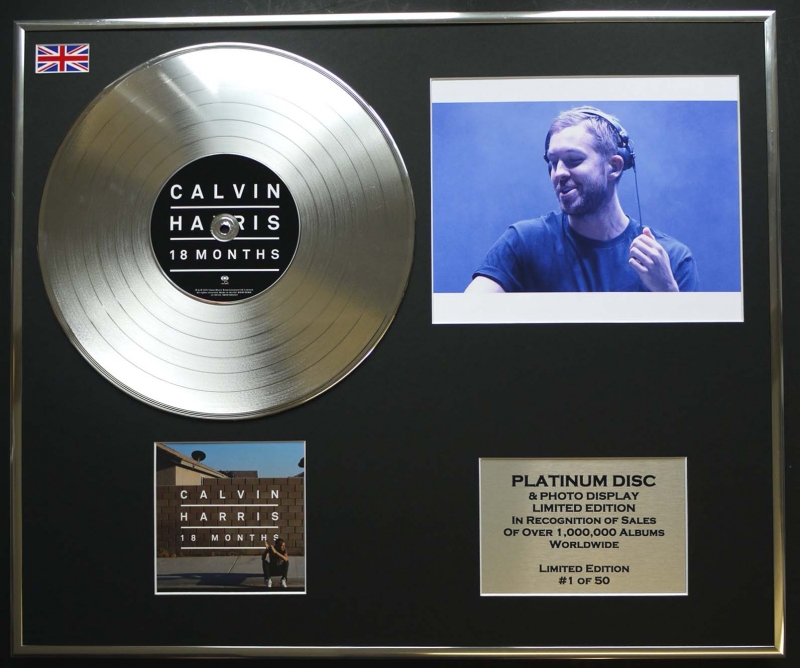 CALVIN
HARRIS
18 MONTHS
CALVIN
HARRIS
18 MONTHS
PLATINUM DISC
& PHOTO DISPLAY
LIMITED EDITION
IN RECOGNITION OF SALES
OF OVER 1,000,000 ALBUMS
WORLDWIDE
LIMITED EDITION
#1 OF 50